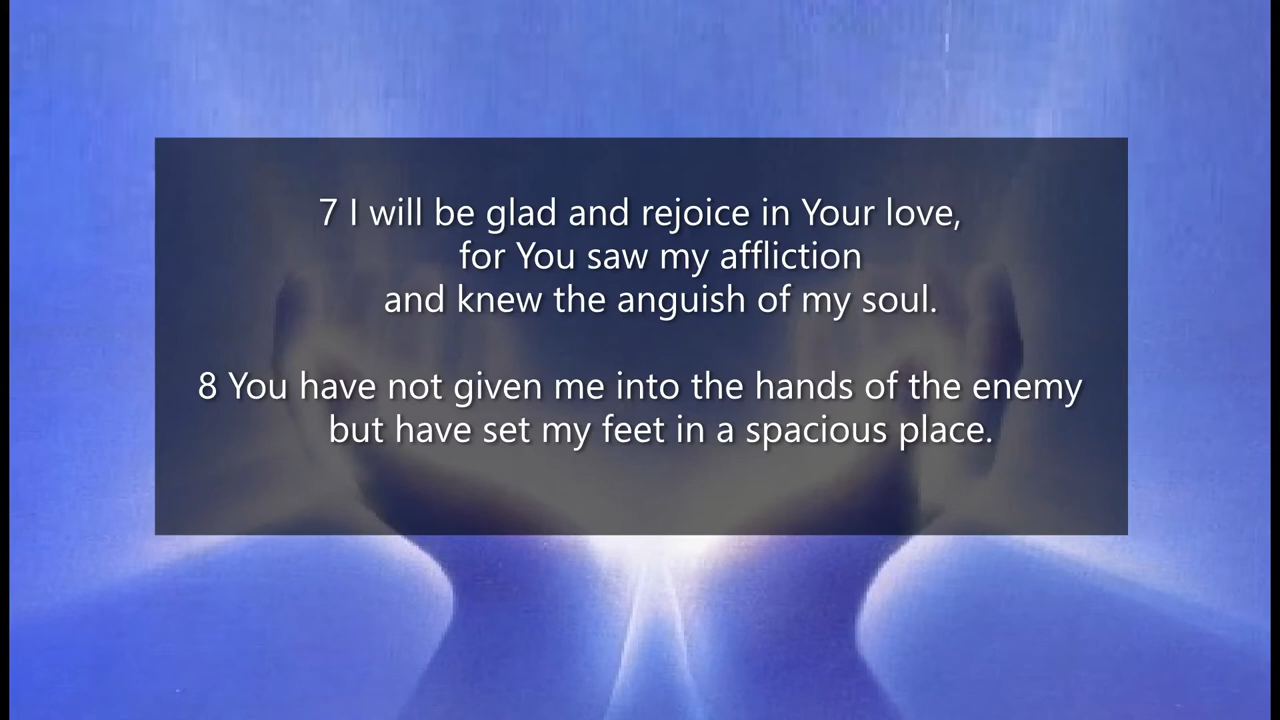 7 I will be glad and rejoice in Your love,
for You saw my affliction
and knew the anguish of my soul.
8 You have not given me into the hands of the enemy
but have set my feet in a spacious place.